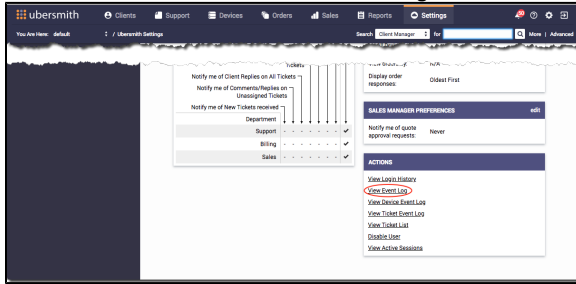 ubersmith Clients Support Devices Orders Sales Reports Settings
You Are Here: default / Ubersmith Settings Search Client Manager for More | Advanced
Tickets N/A
Notify me of Client Replies on All Tickets
Display order responses: Oldest First
Notify me of Comments/Replies on Unassigned Tickets
Notify me of New Tickets received
Department
Support - - - - - - - ✔
Billing - - - - - - - ✔
Sales - - - - - - - ✔
SALES MANAGER PREFERENCES edit
Notify me of quote approval requests: Never
ACTIONS
View Login History
View Event Log
View Device Event Log
View Ticket Event Log
View Ticket List
Disable User
View Active Sessions